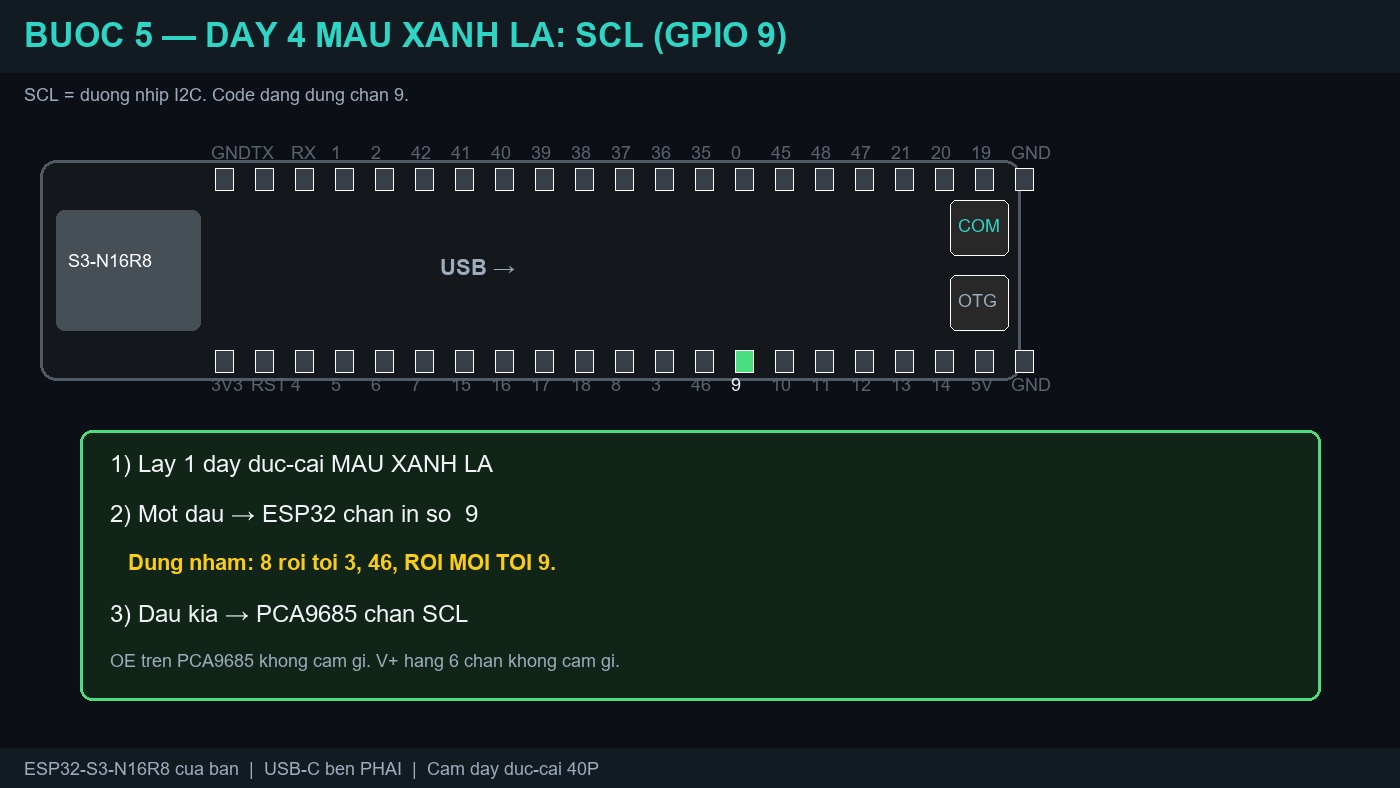 BUOC 5 — DAY 4 MAU XANH LA: SCL (GPIO 9)
SCL = duong nhip I2C. Code dang dung chan 9.
GND TX RX 1 2 42 41 40 39 38 37 36 35 0 45 48 47 21 20 19 GND
COM
S3-N16R8
USB →
OTG
3V3 RST 4 5 6 7 15 16 17 18 8 3 46 9 10 11 12 13 14 5V GND
1) Lay 1 day duc-cai MAU XANH LA
2) Mot dau → ESP32 chan in so 9
Dung nham: 8 roi toi 3, 46, ROI MOI TOI 9.
3) Dau kia → PCA9685 chan SCL
OE tren PCA9685 khong cam gi. V+ hang 6 chan khong cam gi.
ESP32-S3-N16R8 cua ban | USB-C ben PHAI | Cam day duc-cai 40P